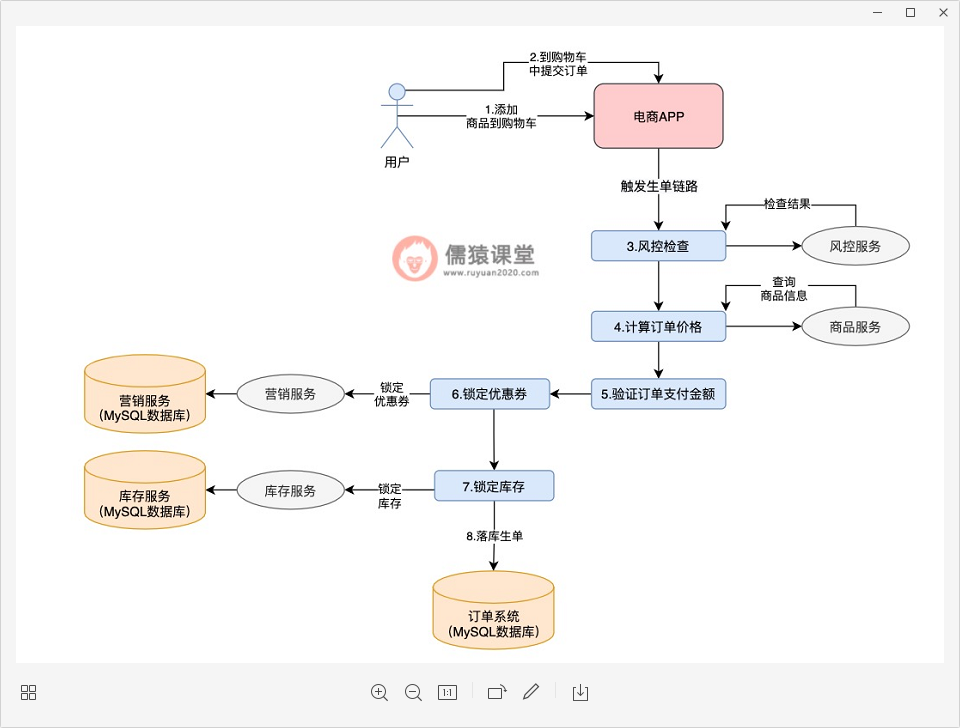 2.到购物车
中提交订单
1.添加
商品到购物车
电商APP
用户
触发生单链路
检查结果
3.风控检查
风控服务
儒猿课堂
www.ruyuan2020.com
查询
商品信息
4.计算订单价格
商品服务
营销服务
(MySQL数据库)
营销服务
锁定
优惠券
6.锁定优惠券
5.验证订单支付金额
库存服务
(MySQL数据库)
库存服务
锁定
库存
7.锁定库存
8.落库生单
订单系统
(MySQL数据库)
1:1